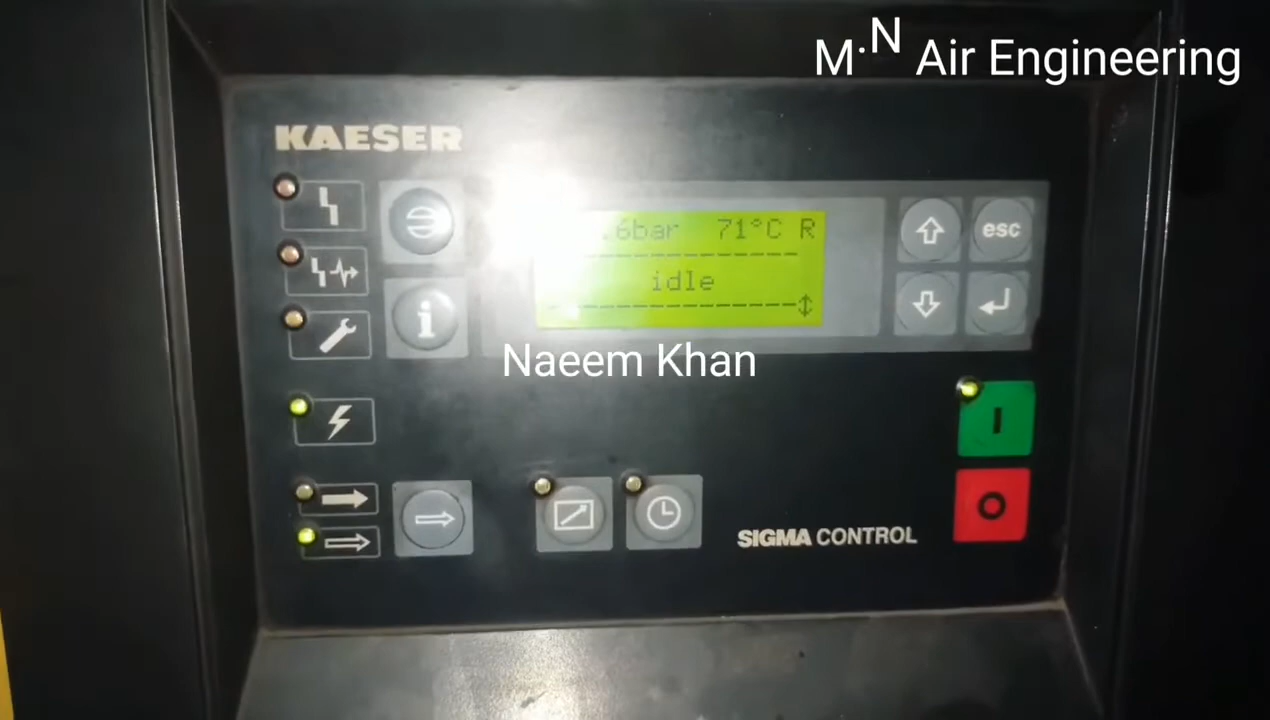 M.N Air Engineering
KAESER
.6bar 71°C R
esc
idle
Naeem Khan
I
O
SIGMA CONTROL